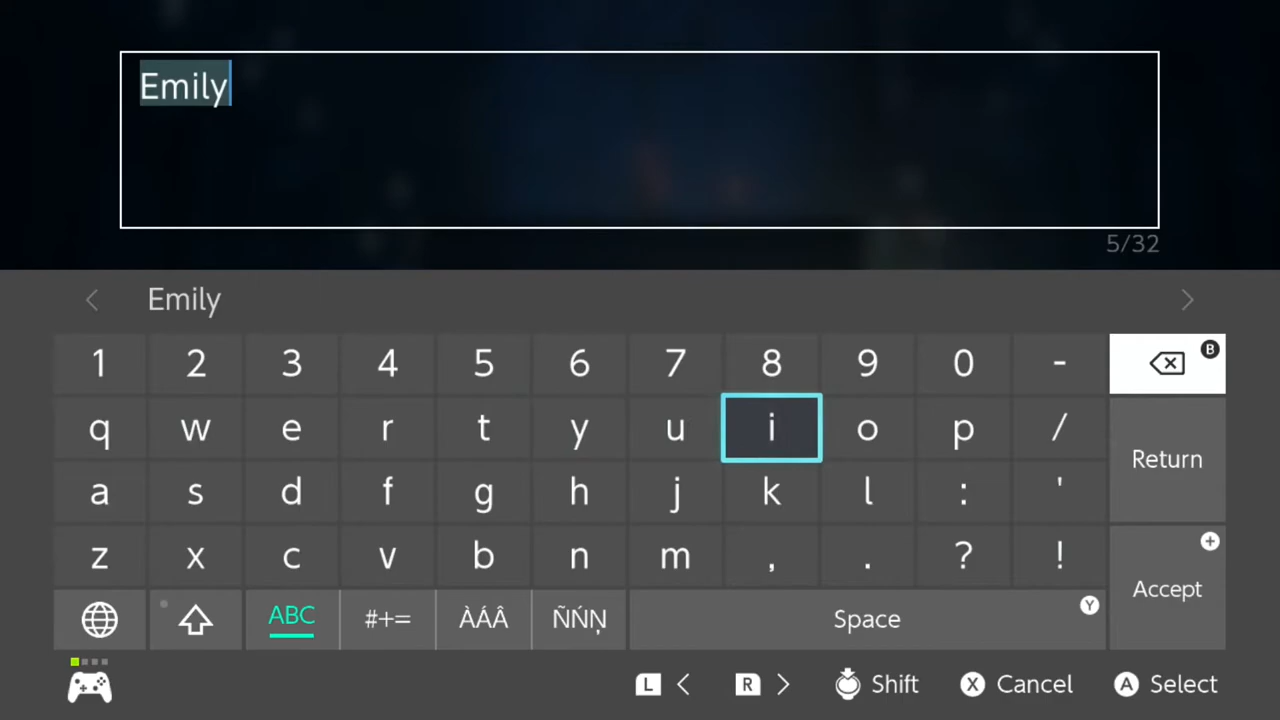 Emily
5/32
< Emily >
1 2 3 4 5 6 7 8 9 0 - B
q w e r t y u i o p /
Return
a s d f g h j k l : '
z x c v b n m , . ? ! +
Accept
ABC #+= ÀÁÂ ÑŃŅ Space Y
L < R > Shift X Cancel A Select